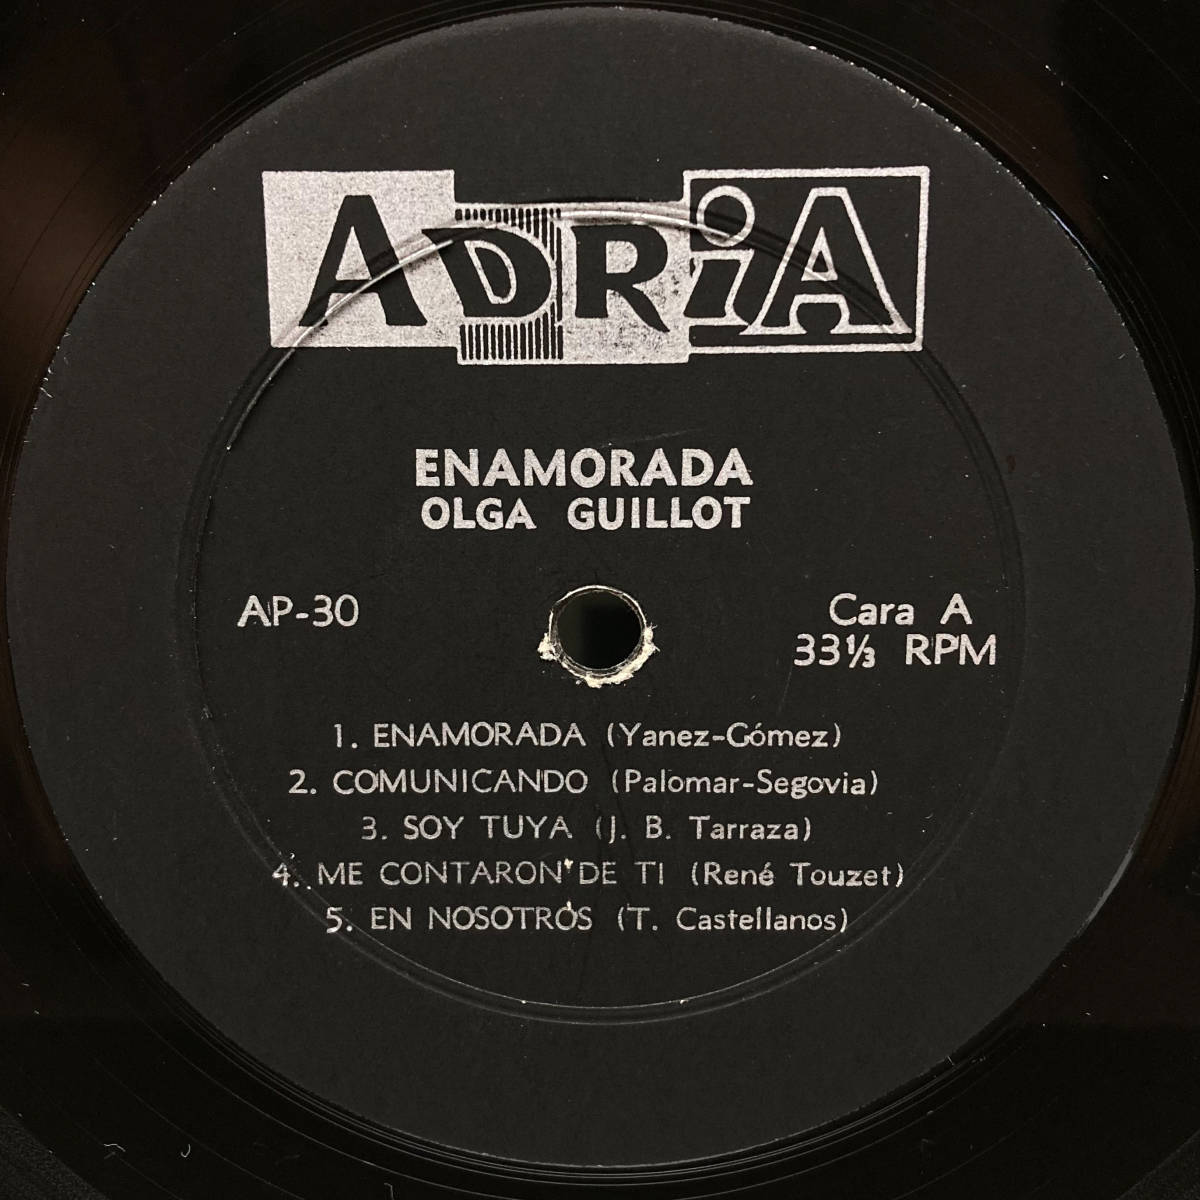 ADRiA
ENAMORADA
OLGA GUILLOT
AP-30
Cara A
33⅓ RPM
1. ENAMORADA (Yanez-Gómez)
2. COMUNICANDO (Palomar-Segovia)
3. SOY TUYA (J. B. Tarraza)
4. ME CONTARON DE TI (René Touzet)
5. EN NOSOTROS (T. Castellanos)